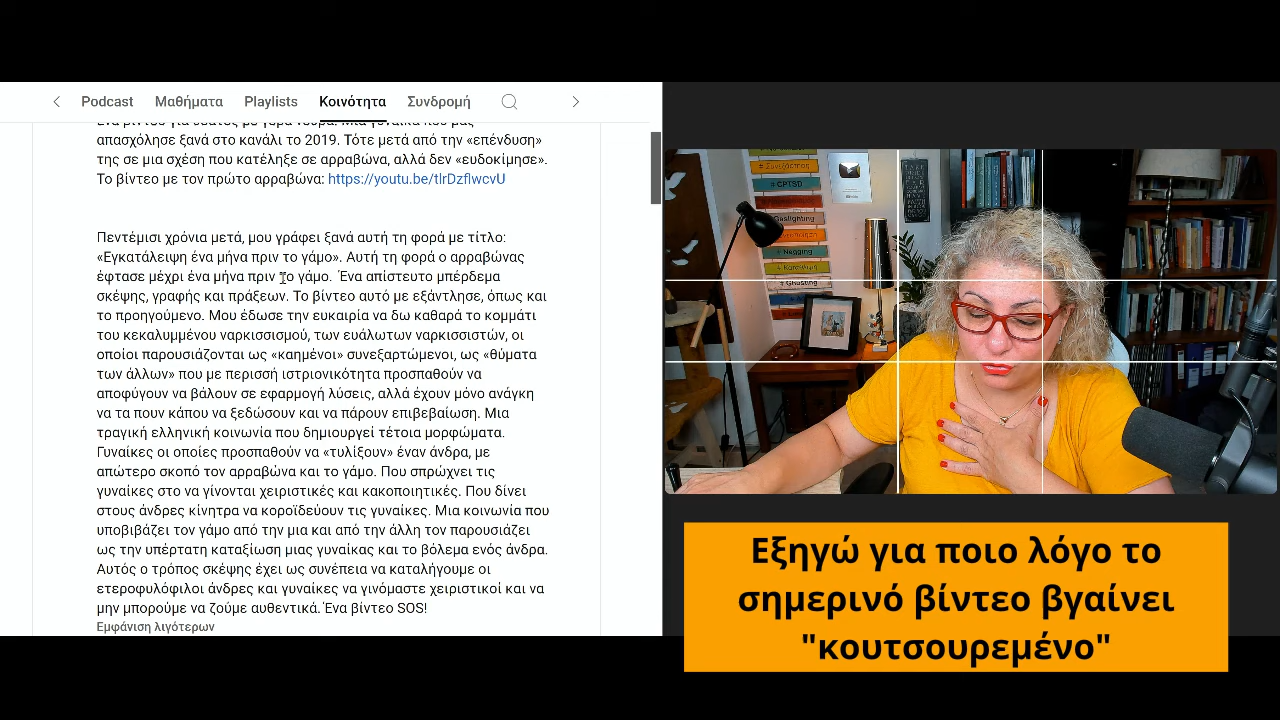 Podcast Μαθήματα Playlists Κοινότητα Συνδρομή
απασχόλησε ξανά στο κανάλι το 2019. Τότε μετά από την «επένδυση»
της σε μια σχέση που κατέληξε σε αρραβώνα, αλλά δεν «ευδοκίμησε».
Το βίντεο με τον πρώτο αρραβώνα: https://youtu.be/tlrDzflwcvU
Πεντέμισι χρόνια μετά, μου γράφει ξανά αυτή τη φορά με τίτλο:
«Εγκατάλειψη ένα μήνα πριν το γάμο». Αυτή τη φορά ο αρραβώνας
έφτασε μέχρι ένα μήνα πριν το γάμο. Ένα απίστευτο μπέρδεμα
σκέψης, γραφής και πράξεων. Το βίντεο αυτό με εξάντλησε, όπως και
το προηγούμενο. Μου έδωσε την ευκαιρία να δω καθαρά το κομμάτι
του κεκαλυμμένου ναρκισσισμού, των ευάλωτων ναρκισσιστών, οι
οποίοι παρουσιάζονται ως «καημένοι» συνεξαρτώμενοι, ως «θύματα
των άλλων» που με περισσή διπλονικότητα προσπαθούν να
αποφύγουν να βάλουν σε εφαρμογή λύσεις, αλλά έχουν μόνο ανάγκη
να τα πουν κάπου να ξεδώσουν και να πάρουν επιβεβαίωση. Μια
τραγική ελληνική κοινωνία που δημιουργεί τέτοια μορφώματα.
Γυναίκες οι οποίες προσπαθούν να «τυλίξουν» έναν άνδρα, με
απώτερο σκοπό τον αρραβώνα και το γάμο. Που σπρώχνει τις
γυναίκες στο να γίνονται χειριστικές και κακοποιητικές. Που δίνει
στους άνδρες κίνητρα να κοροϊδεύουν τις γυναίκες. Μια κοινωνία που
υποβιβάζει τον γάμο από την μια και από την άλλη τον παρουσιάζει
ως την υπέρτατη καταξίωση μιας γυναίκας και το βόλεμα ενός άνδρα.
Αυτός ο τρόπος σκέψης έχει ως συνέπεια να καταλήγουμε οι
ετεροφυλόφιλοι άνδρες και γυναίκες να γινόμαστε χειριστικοί και να
μην μπορούμε να ζούμε αυθεντικά. Ένα βίντεο SOS!
Εμφάνιση λιγότερων
# Συνεξάρτηση
# CPTSD
Gaslighting
# Negging
# Κατάθλιψη
# Ghosting
Εξηγώ για ποιο λόγο το
σημερινό βίντεο βγαίνει
"κουτσουρεμένο"